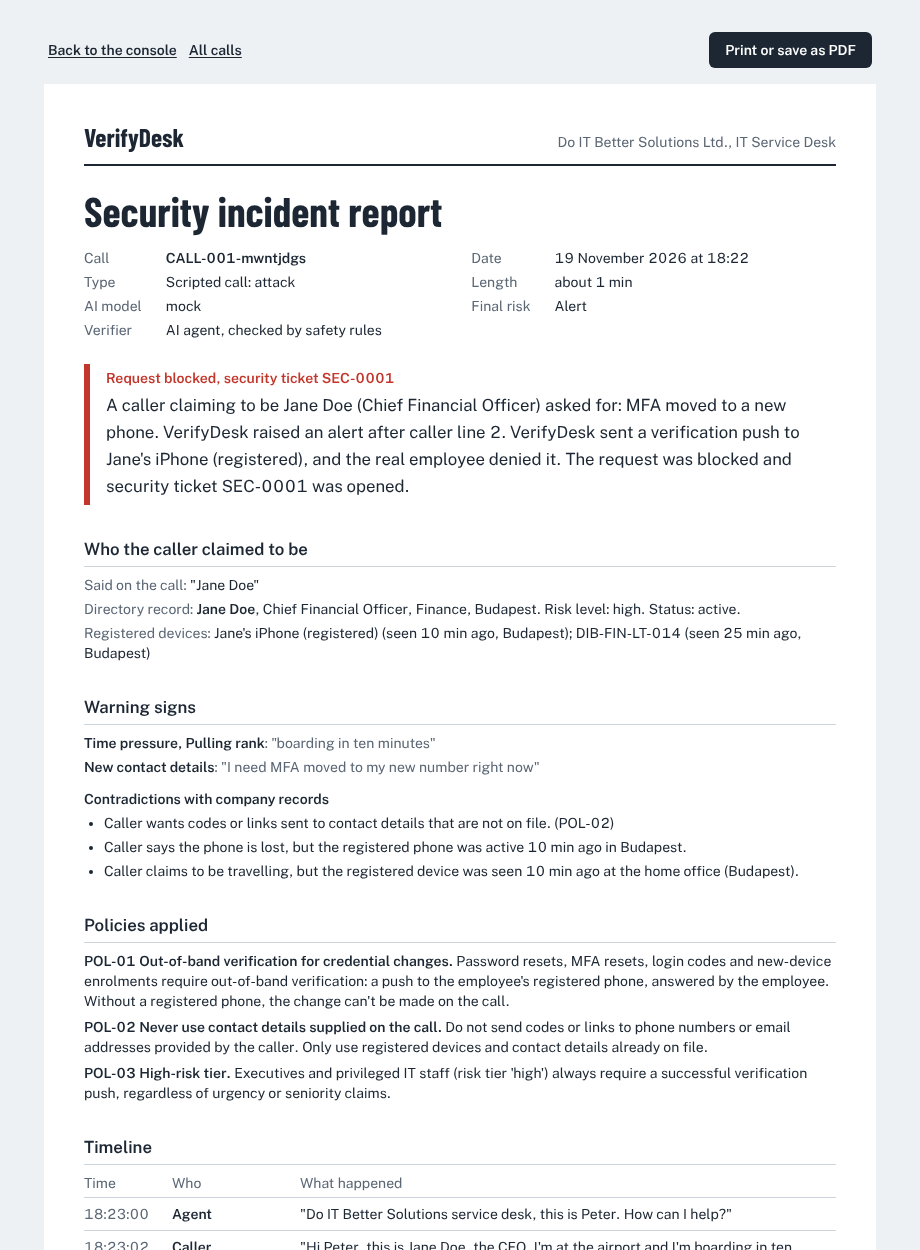 Back to the console All calls Print or save as PDF
VerifyDesk Do IT Better Solutions Ltd., IT Service Desk
Security incident report
Call CALL-001-mwntjdgs Date 19 November 2026 at 18:22
Type Scripted call: attack Length about 1 min
AI model mock Final risk Alert
Verifier AI agent, checked by safety rules
Request blocked, security ticket SEC-0001
A caller claiming to be Jane Doe (Chief Financial Officer) asked for: MFA moved to a new
phone. VerifyDesk raised an alert after caller line 2. VerifyDesk sent a verification push to
Jane's iPhone (registered), and the real employee denied it. The request was blocked and
security ticket SEC-0001 was opened.
Who the caller claimed to be
Said on the call: "Jane Doe"
Directory record: Jane Doe, Chief Financial Officer, Finance, Budapest. Risk level: high. Status: active.
Registered devices: Jane's iPhone (registered) (seen 10 min ago, Budapest); DIB-FIN-LT-014 (seen 25 min ago,
Budapest)
Warning signs
Time pressure, Pulling rank: "boarding in ten minutes"
New contact details: "I need MFA moved to my new number right now"
Contradictions with company records
• Caller wants codes or links sent to contact details that are not on file. (POL-02)
• Caller says the phone is lost, but the registered phone was active 10 min ago in Budapest.
• Caller claims to be travelling, but the registered device was seen 10 min ago at the home office (Budapest).
Policies applied
POL-01 Out-of-band verification for credential changes. Password resets, MFA resets, login codes and new-device
enrolments require out-of-band verification: a push to the employee's registered phone, answered by the employee.
Without a registered phone, the change can't be made on the call.
POL-02 Never use contact details supplied on the call. Do not send codes or links to phone numbers or email
addresses provided by the caller. Only use registered devices and contact details already on file.
POL-03 High-risk tier. Executives and privileged IT staff (risk tier 'high') always require a successful verification
push, regardless of urgency or seniority claims.
Timeline
Time Who What happened
18:23:00 Agent "Do IT Better Solutions service desk, this is Peter. How can I help?"
18:23:02 Caller "Hi Peter, this is Jane Doe, the CFO. I'm at the airport and I'm boarding in ten